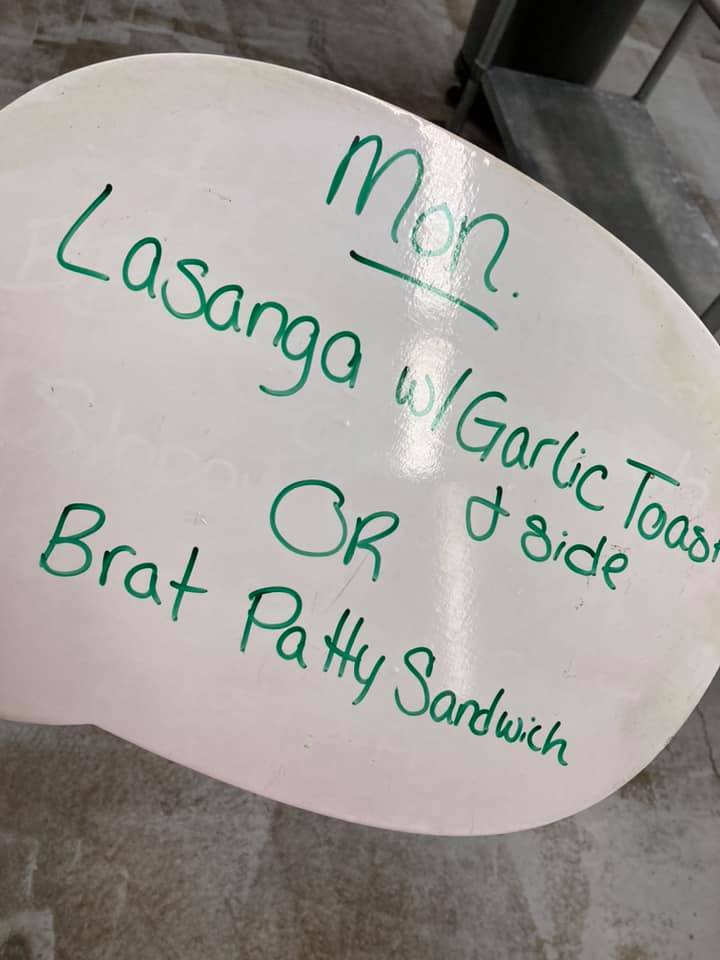 Mon.
Lasanga w/ Garlic Toast
& side
OR
Brat Patty Sandwich